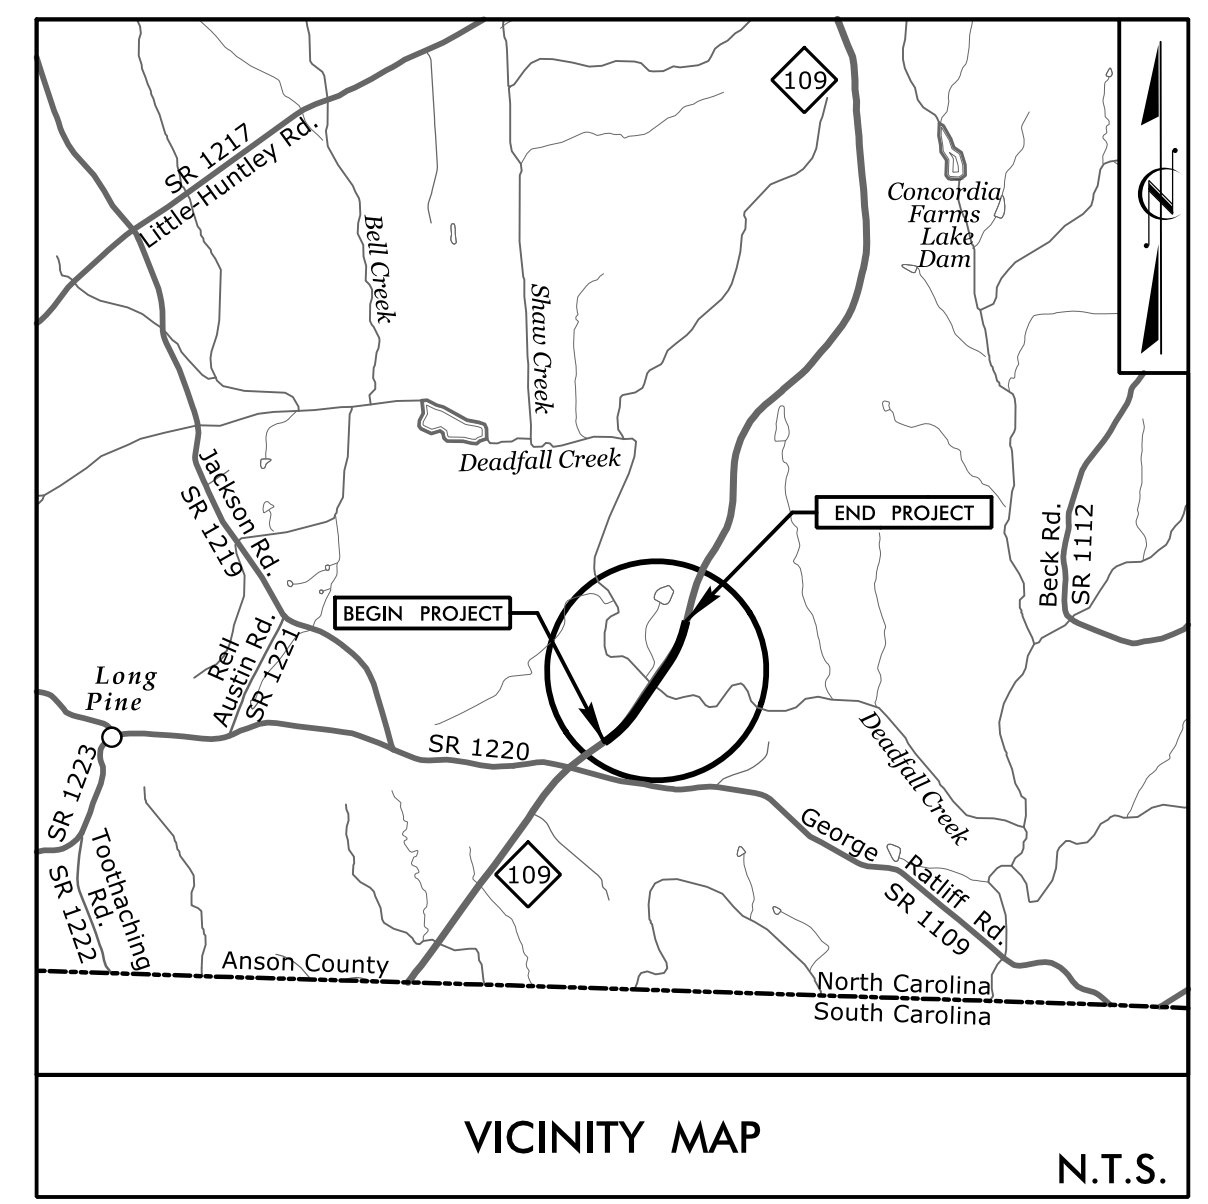 109
SR 1217
Little-Huntley Rd.
Concordia
Farms
Lake
Dam
N
Bell Creek
Shaw Creek
Deadfall Creek
Jackson Rd.
SR 1219
END PROJECT
Beck Rd.
SR 1112
BEGIN PROJECT
Rell
Austin Rd.
SR 1221
Long
Pine
SR 1220
Deadfall Creek
SR 1223
George Ratliff Rd.
SR 1109
Toothaching
Rd.
SR 1222
109
Anson County
North Carolina
South Carolina
VICINITY MAP
N.T.S.